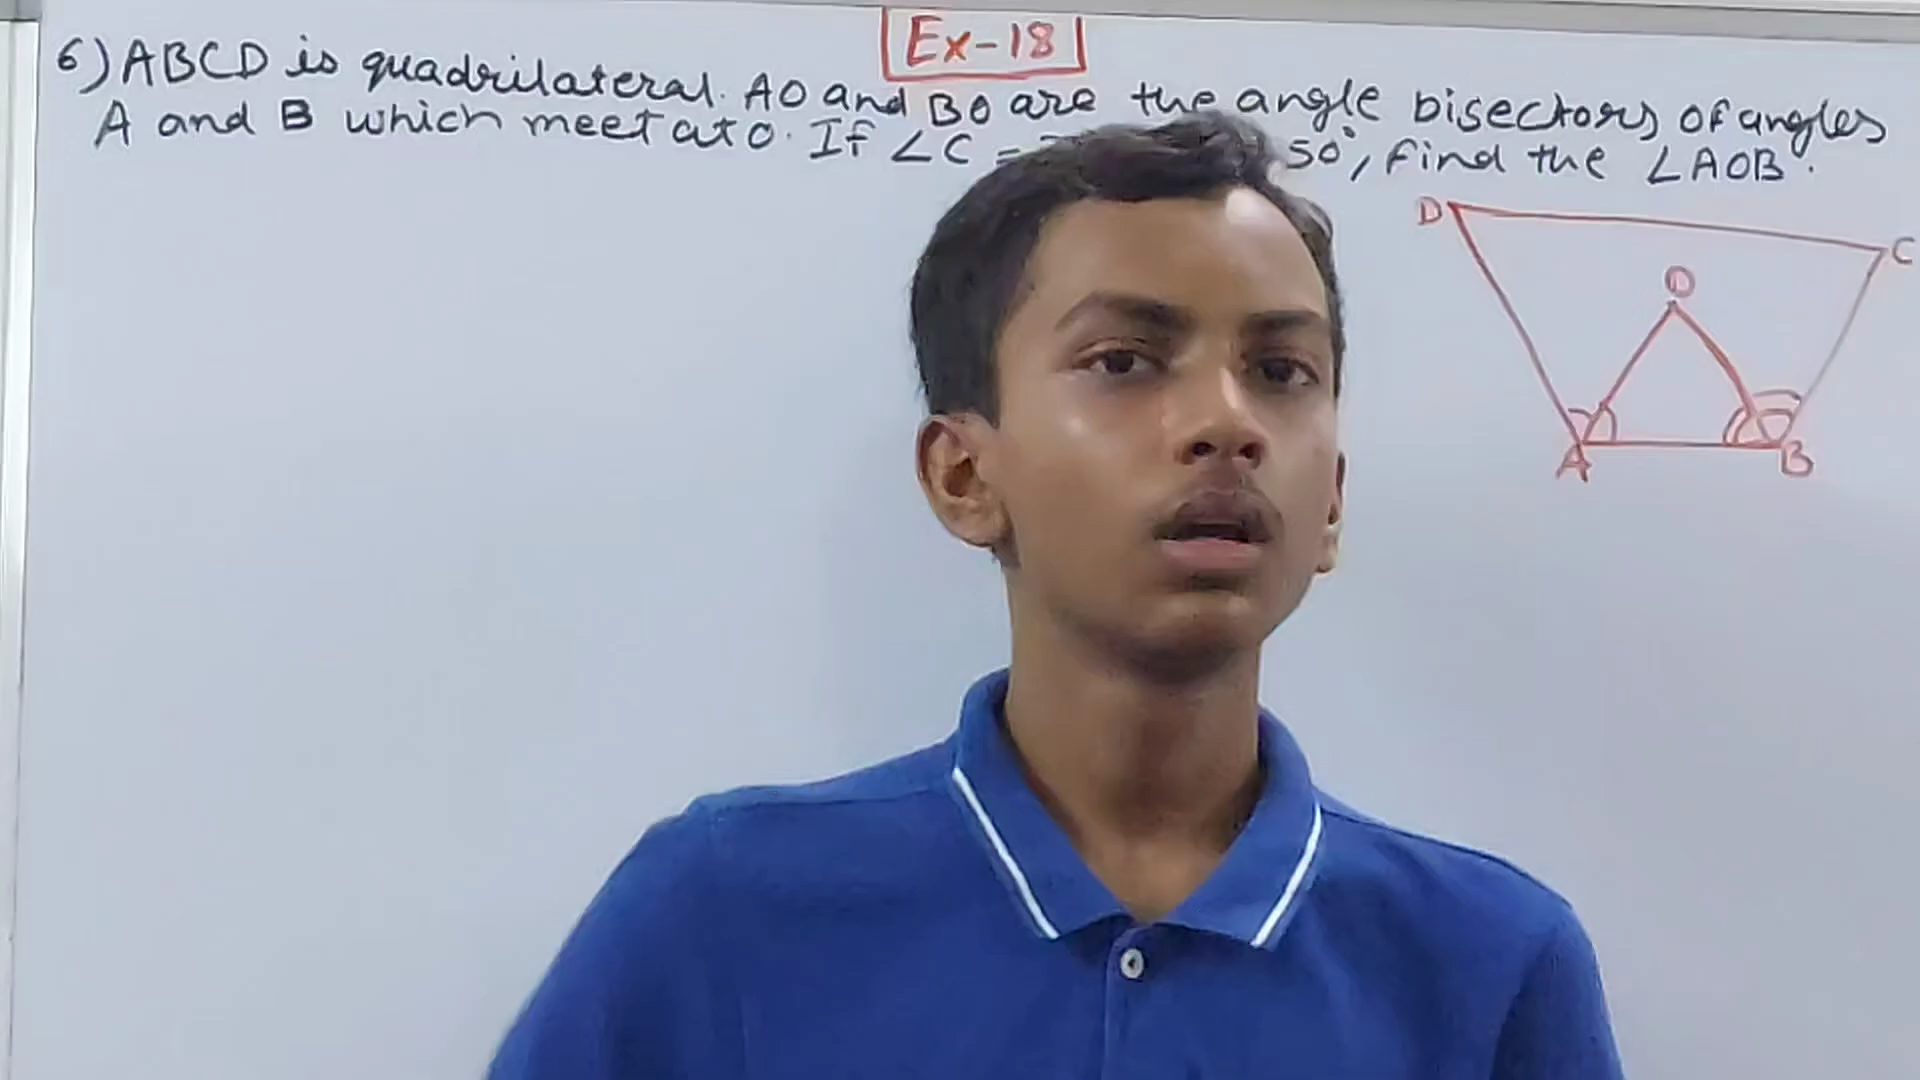 Ex-18
6) ABCD is quadrilateral. AO and BO are the angle bisectors of angles
A and B which meet at O. If ∠C = 50°, find the ∠AOB.
D
C
O
A
B